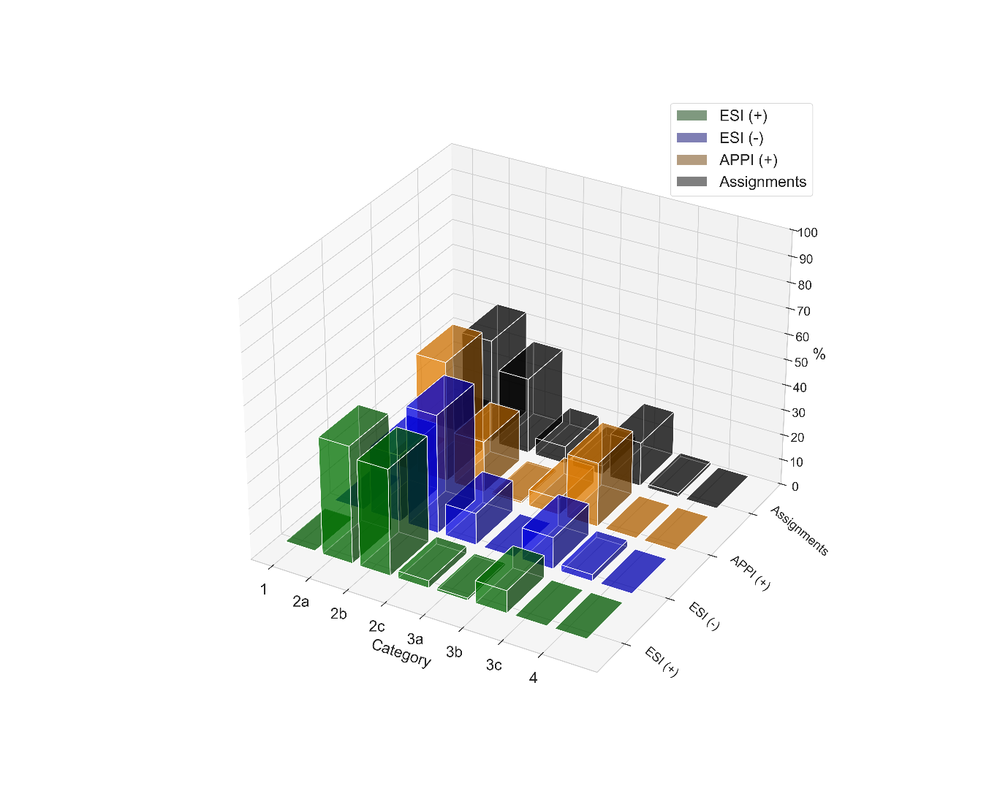 ESI (+)
ESI (-)
APPI (+)
Assignments
100
90
80
70
60
%
50
40
30
20
10
0
Assignments
APPI (+)
ESI (-)
ESI (+)
1
2a
2b
2c
3a
3b
3c
4
Category